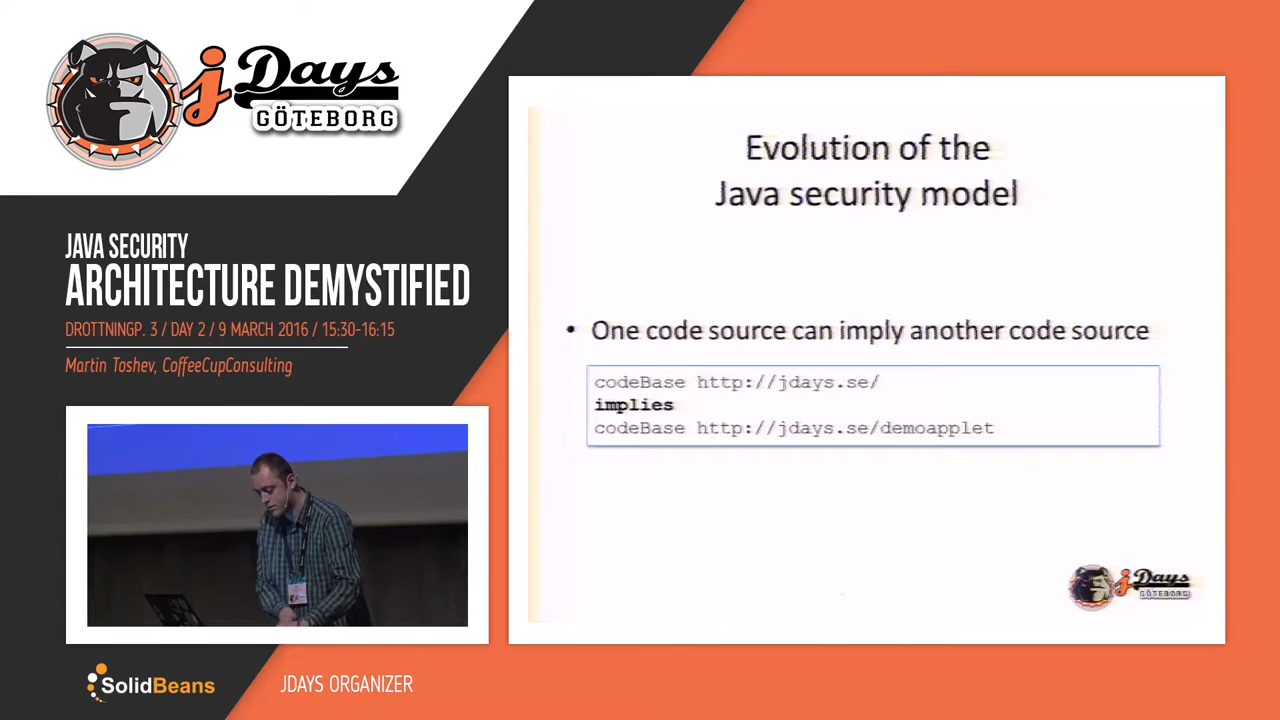 jDays
GÖTEBORG
JAVA SECURITY
ARCHITECTURE DEMYSTIFIED
DROTTNINGP. 3 / DAY 2 / 9 MARCH 2016 / 15:30-16:15
Martin Toshev, CoffeeCupConsulting
SolidBeans
JDAYS ORGANIZER
Evolution of the
Java security model
• One code source can imply another code source
codeBase http://jdays.se/
implies
codeBase http://jdays.se/demoapplet
jDays
GÖTEBORG